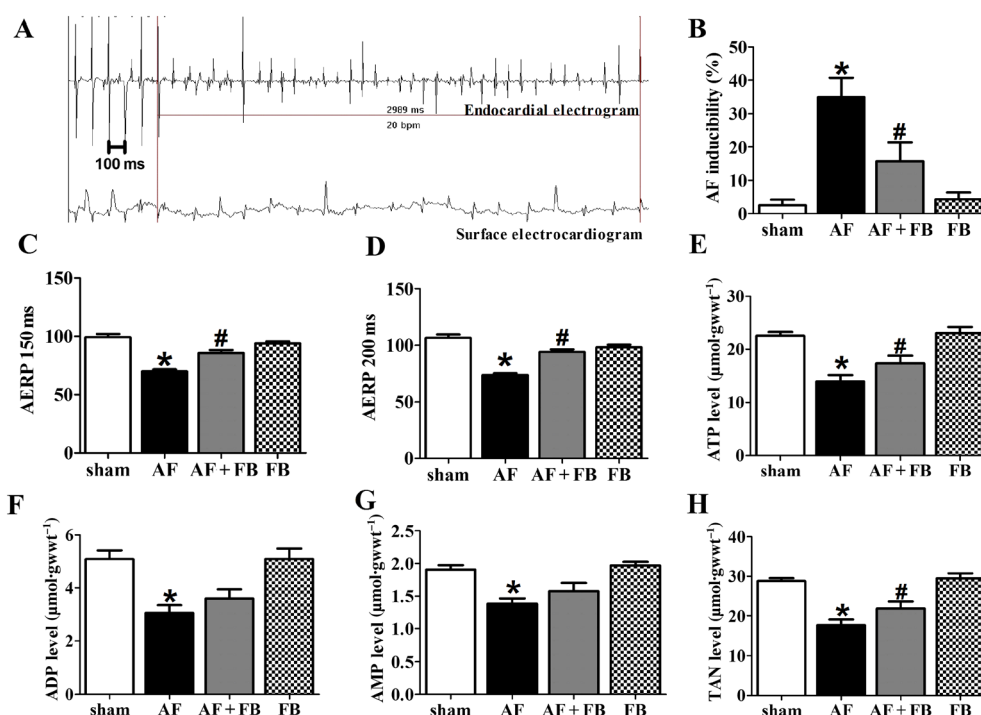 A
2989 ms
Endocardial electrogram
20 bpm
100 ms
Surface electrocardiogram
B
AF inducibility (%)
50
40
30
20
10
0
*
#
sham AF AF + FB FB
C
AERP 150 ms
150
100
50
0
*
#
sham AF AF + FB FB
D
AERP 200 ms
150
100
50
0
*
#
sham AF AF + FB FB
E
ATP level (μmol·gwwt⁻¹)
30
20
10
0
*
#
sham AF AF + FB FB
F
ADP level (μmol·gwwt⁻¹)
6
4
2
0
*
sham AF AF + FB FB
G
AMP level (μmol·gwwt⁻¹)
2.5
2.0
1.5
1.0
0.5
0.0
*
sham AF AF + FB FB
H
TAN level (μmol·gwwt⁻¹)
40
30
20
10
0
*
#
sham AF AF + FB FB